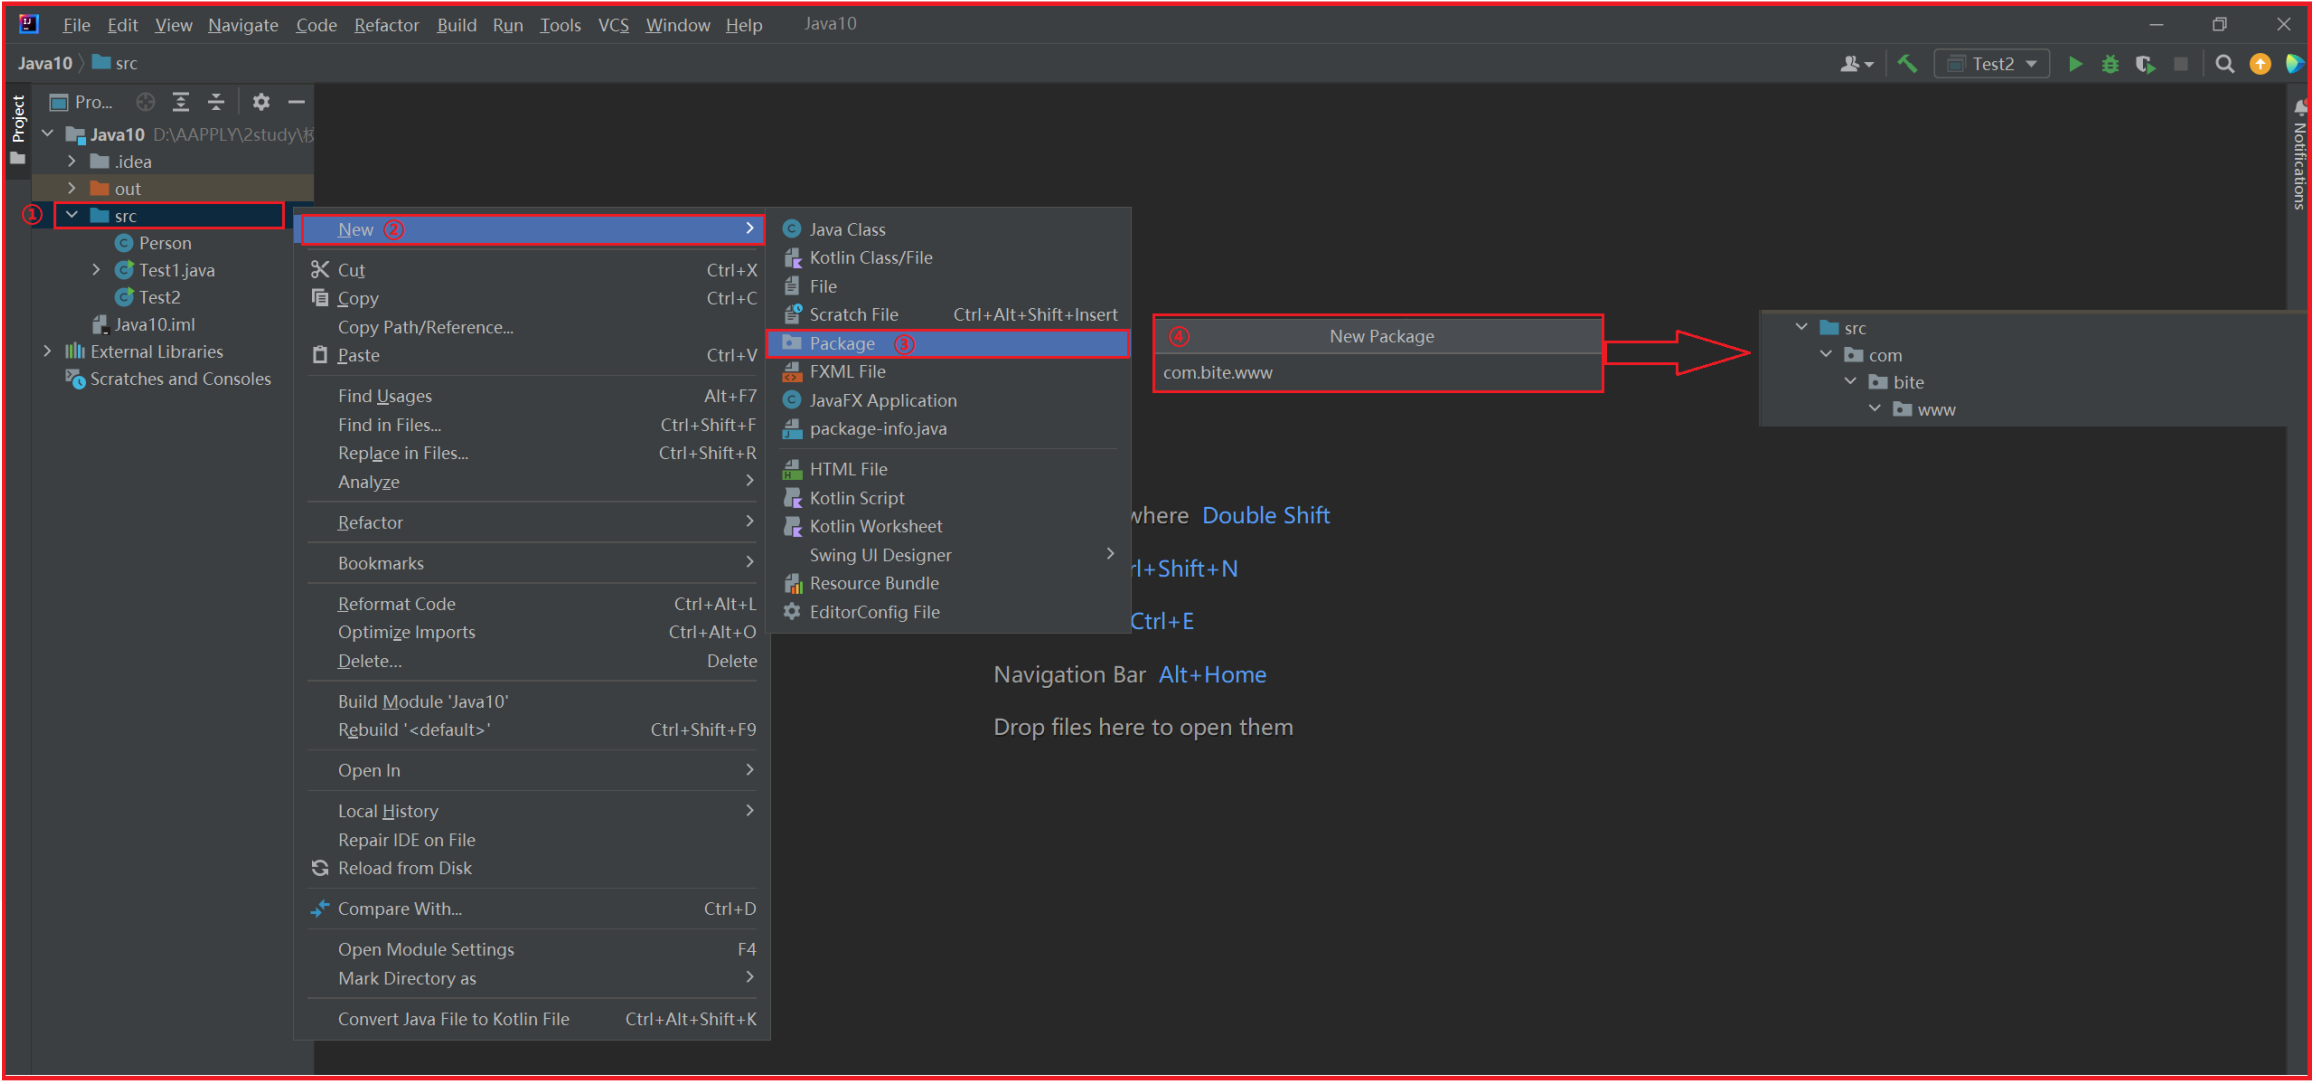 File Edit View Navigate Code Refactor Build Run Tools VCS Window Help Java10
Java10 src
Test2
Project
Pro...
Java10 D:\AAPPLY\2study\
.idea
out
① src
Person
Test1.java
Test2
Java10.iml
External Libraries
Scratches and Consoles
New ②
Cut Ctrl+X
Copy Ctrl+C
Copy Path/Reference...
Paste Ctrl+V
Find Usages Alt+F7
Find in Files... Ctrl+Shift+F
Replace in Files... Ctrl+Shift+R
Analyze
Refactor
Bookmarks
Reformat Code Ctrl+Alt+L
Optimize Imports Ctrl+Alt+O
Delete... Delete
Build Module 'Java10'
Rebuild '<default>' Ctrl+Shift+F9
Open In
Local History
Repair IDE on File
Reload from Disk
Compare With... Ctrl+D
Open Module Settings F4
Mark Directory as
Convert Java File to Kotlin File Ctrl+Alt+Shift+K
Java Class
Kotlin Class/File
File
Scratch File Ctrl+Alt+Shift+Insert
Package ③
FXML File
JavaFX Application
package-info.java
HTML File
Kotlin Script
Kotlin Worksheet
Swing UI Designer
Resource Bundle
EditorConfig File
④ New Package
com.bite.www
src
com
bite
www
where Double Shift
rl+Shift+N
Ctrl+E
Navigation Bar Alt+Home
Drop files here to open them
Notifications